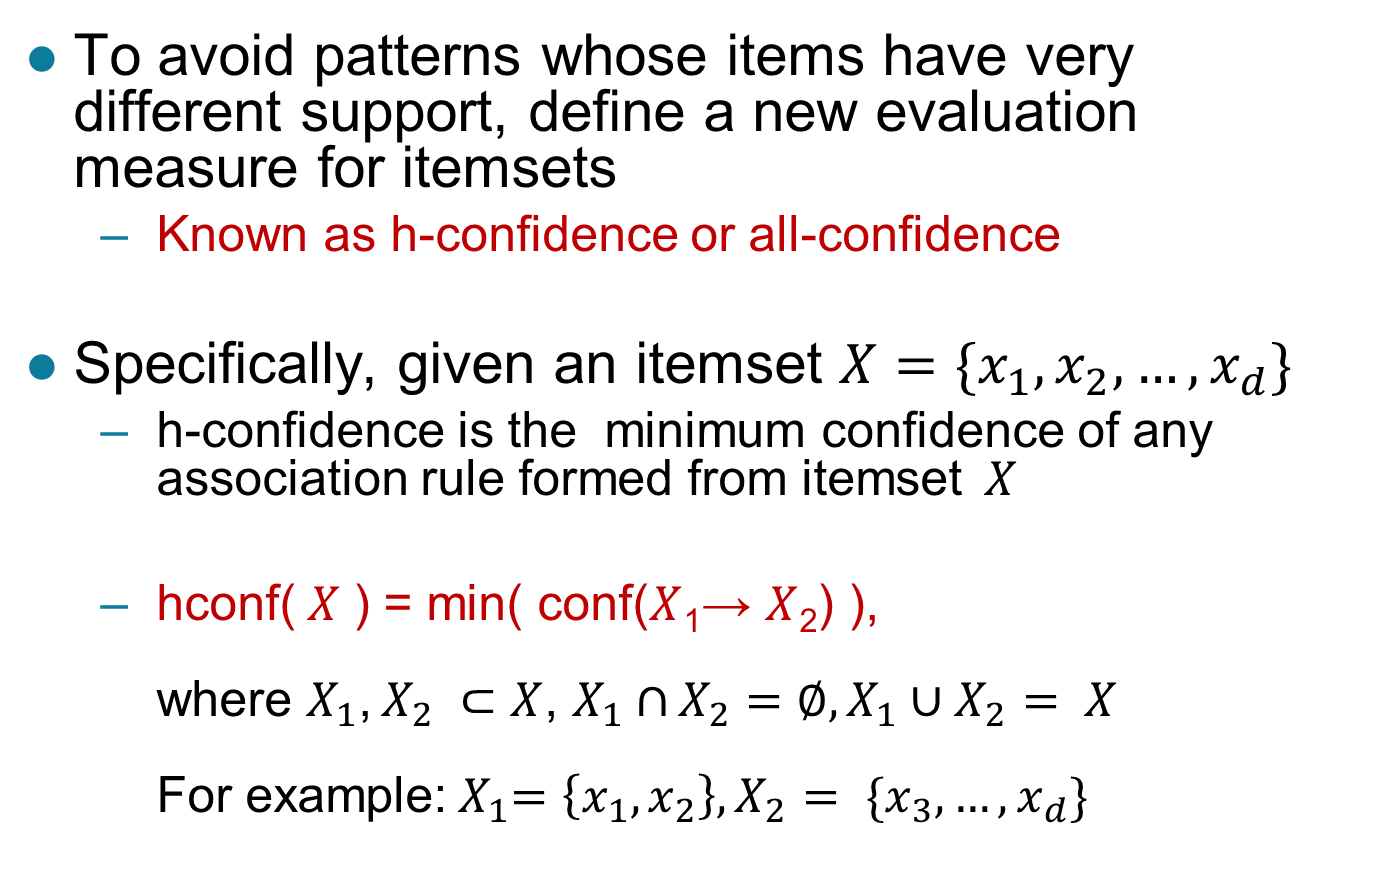 ● To avoid patterns whose items have very
different support, define a new evaluation
measure for itemsets
– Known as h-confidence or all-confidence
● Specifically, given an itemset 𝑋 = {𝑥₁, 𝑥₂, … , 𝑥_𝑑}
– h-confidence is the minimum confidence of any
association rule formed from itemset 𝑋
– hconf( 𝑋 ) = min( conf(𝑋₁→ 𝑋₂) ),
where 𝑋₁, 𝑋₂ ⊂ 𝑋, 𝑋₁ ∩ 𝑋₂ = ∅, 𝑋₁ ∪ 𝑋₂ = 𝑋
For example: 𝑋₁= {𝑥₁, 𝑥₂}, 𝑋₂ = {𝑥₃, … , 𝑥_𝑑}